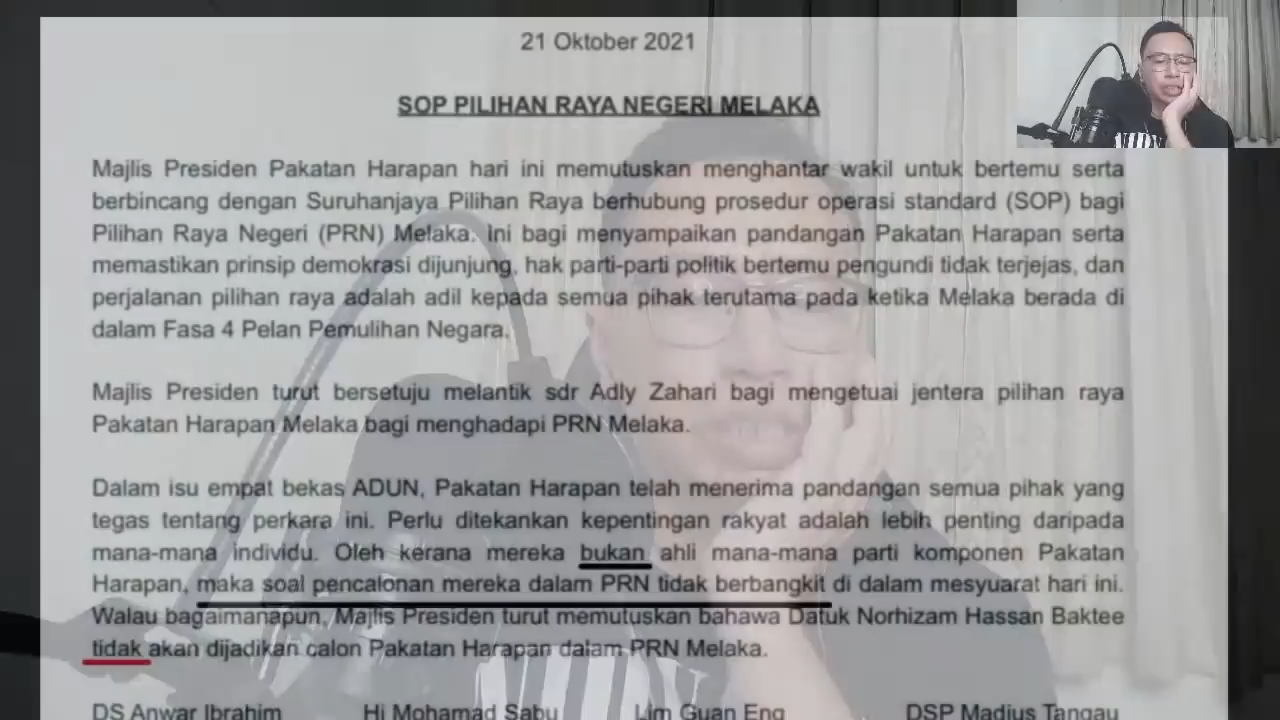 21 Oktober 2021
SOP PILIHAN RAYA NEGERI MELAKA
Majlis Presiden Pakatan Harapan hari ini memutuskan menghantar wakil untuk bertemu serta
berbincang dengan Suruhanjaya Pilihan Raya berhubung prosedur operasi standard (SOP) bagi
Pilihan Raya Negeri (PRN) Melaka. Ini bagi menyampaikan pandangan Pakatan Harapan serta
memastikan prinsip demokrasi dijunjung, hak parti-parti politik bertemu pengundi tidak terjejas, dan
perjalanan pilihan raya adalah adil kepada semua pihak terutama pada ketika Melaka berada di
dalam Fasa 4 Pelan Pemulihan Negara.
Majlis Presiden turut bersetuju melantik sdr Adly Zahari bagi mengetuai jentera pilihan raya
Pakatan Harapan Melaka bagi menghadapi PRN Melaka.
Dalam isu empat bekas ADUN, Pakatan Harapan telah menerima pandangan semua pihak yang
tegas tentang perkara ini. Perlu ditekankan kepentingan rakyat adalah lebih penting daripada
mana-mana individu. Oleh kerana mereka bukan ahli mana-mana parti komponen Pakatan
Harapan, maka soal pencalonan mereka dalam PRN tidak berbangkit di dalam mesyuarat hari ini.
Walau bagaimanapun, Majlis Presiden turut memutuskan bahawa Datuk Norhizam Hassan Baktee
tidak akan dijadikan calon Pakatan Harapan dalam PRN Melaka.
DS Anwar Ibrahim Hj Mohamad Sabu Lim Guan Eng DSP Madius Tangau